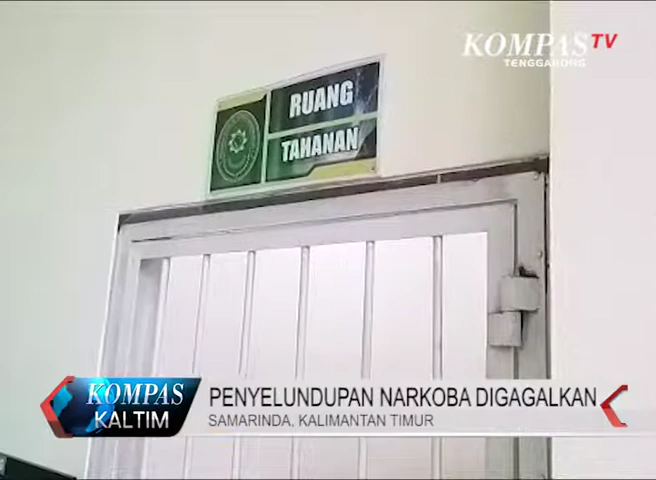 KOMPAS TV
TENGGARONG
RUANG
TAHANAN
KOMPAS
KALTIM
PENYELUNDUPAN NARKOBA DIGAGALKAN
SAMARINDA, KALIMANTAN TIMUR